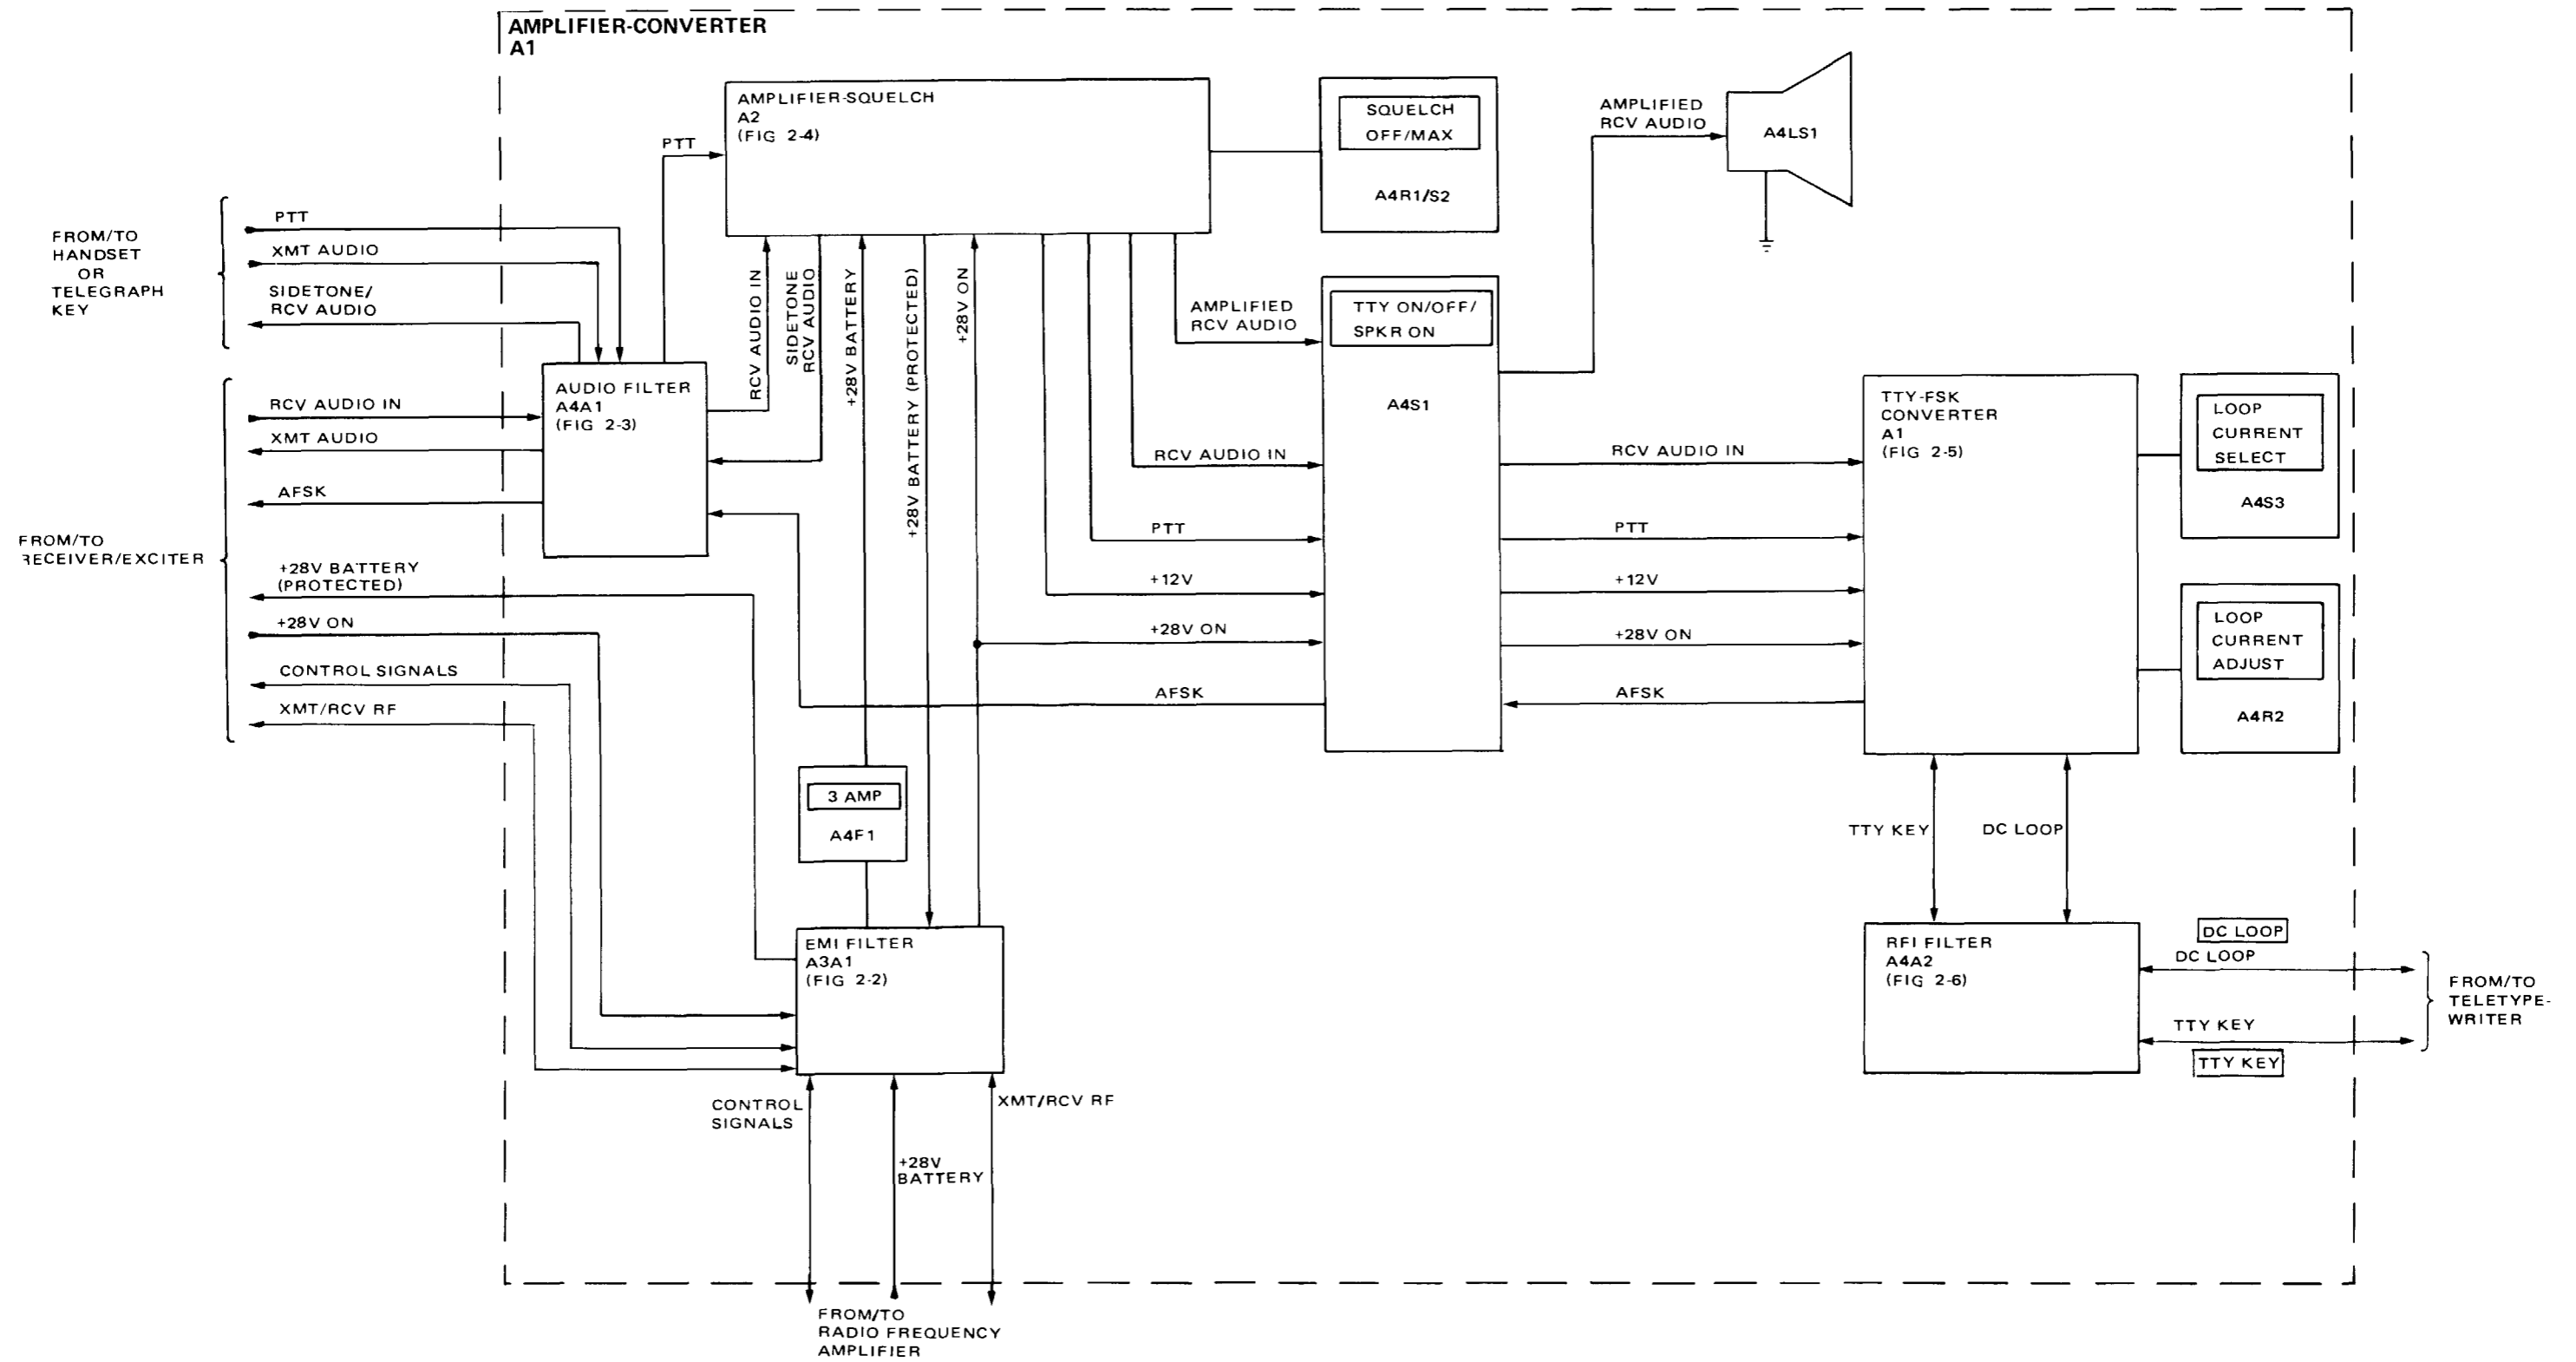 AMPLIFIER-CONVERTER
A1
AMPLIFIER-SQUELCH
A2
(FIG 2-4)
SQUELCH
OFF/MAX
A4R1/S2
AMPLIFIED
RCV AUDIO
A4LS1
PTT
FROM/TO
HANDSET
OR
TELEGRAPH
KEY
PTT
XMT AUDIO
SIDETONE/
RCV AUDIO
RCV AUDIO IN
SIDETONE
RCV AUDIO
+28V BATTERY
+28V BATTERY (PROTECTED)
+28V ON
AMPLIFIED
RCV AUDIO
TTY ON/OFF/
SPKR ON
A4S1
AUDIO FILTER
A4A1
(FIG 2-3)
FROM/TO
RECEIVER/EXCITER
RCV AUDIO IN
XMT AUDIO
AFSK
+28V BATTERY
(PROTECTED)
+28V ON
CONTROL SIGNALS
XMT/RCV RF
RCV AUDIO IN
PTT
+12V
+28V ON
AFSK
RCV AUDIO IN
PTT
+12V
+28V ON
AFSK
TTY-FSK
CONVERTER
A1
(FIG 2-5)
LOOP
CURRENT
SELECT
A4S3
LOOP
CURRENT
ADJUST
A4R2
3 AMP
A4F1
TTY KEY
DC LOOP
EMI FILTER
A3A1
(FIG 2-2)
RFI FILTER
A4A2
(FIG 2-6)
DC LOOP
DC LOOP
TTY KEY
TTY KEY
FROM/TO
TELETYPE-
WRITER
CONTROL
SIGNALS
+28V
BATTERY
XMT/RCV RF
FROM/TO
RADIO FREQUENCY
AMPLIFIER